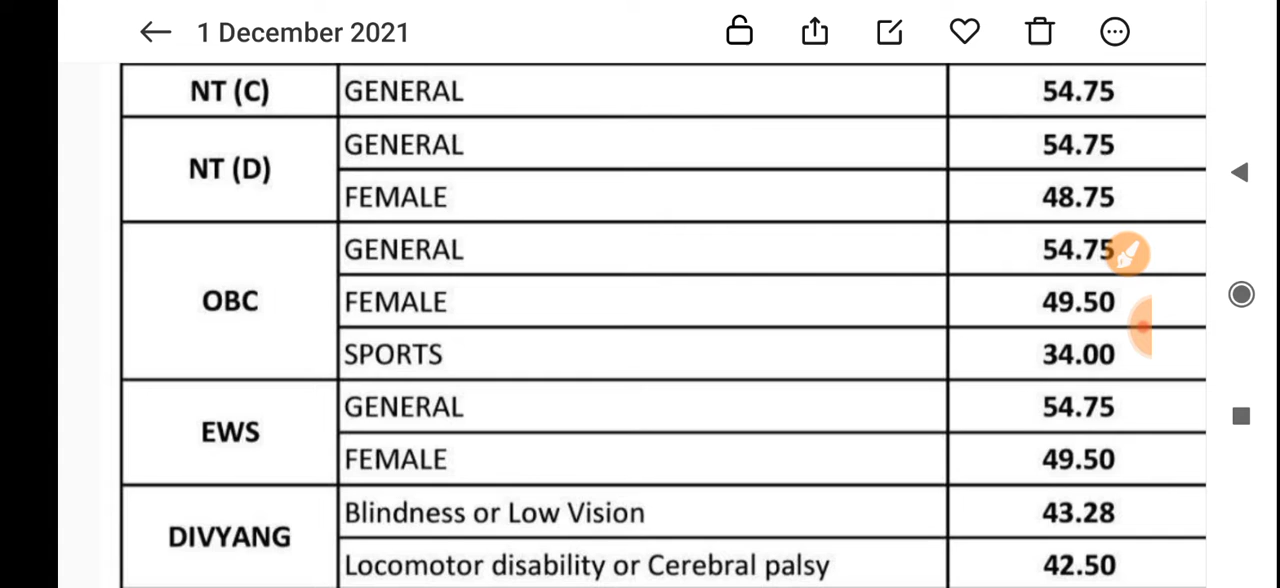 1 December 2021
NT (C) GENERAL 54.75
NT (D) GENERAL 54.75
FEMALE 48.75
OBC GENERAL 54.75
FEMALE 49.50
SPORTS 34.00
EWS GENERAL 54.75
FEMALE 49.50
DIVYANG Blindness or Low Vision 43.28
Locomotor disability or Cerebral palsy 42.50